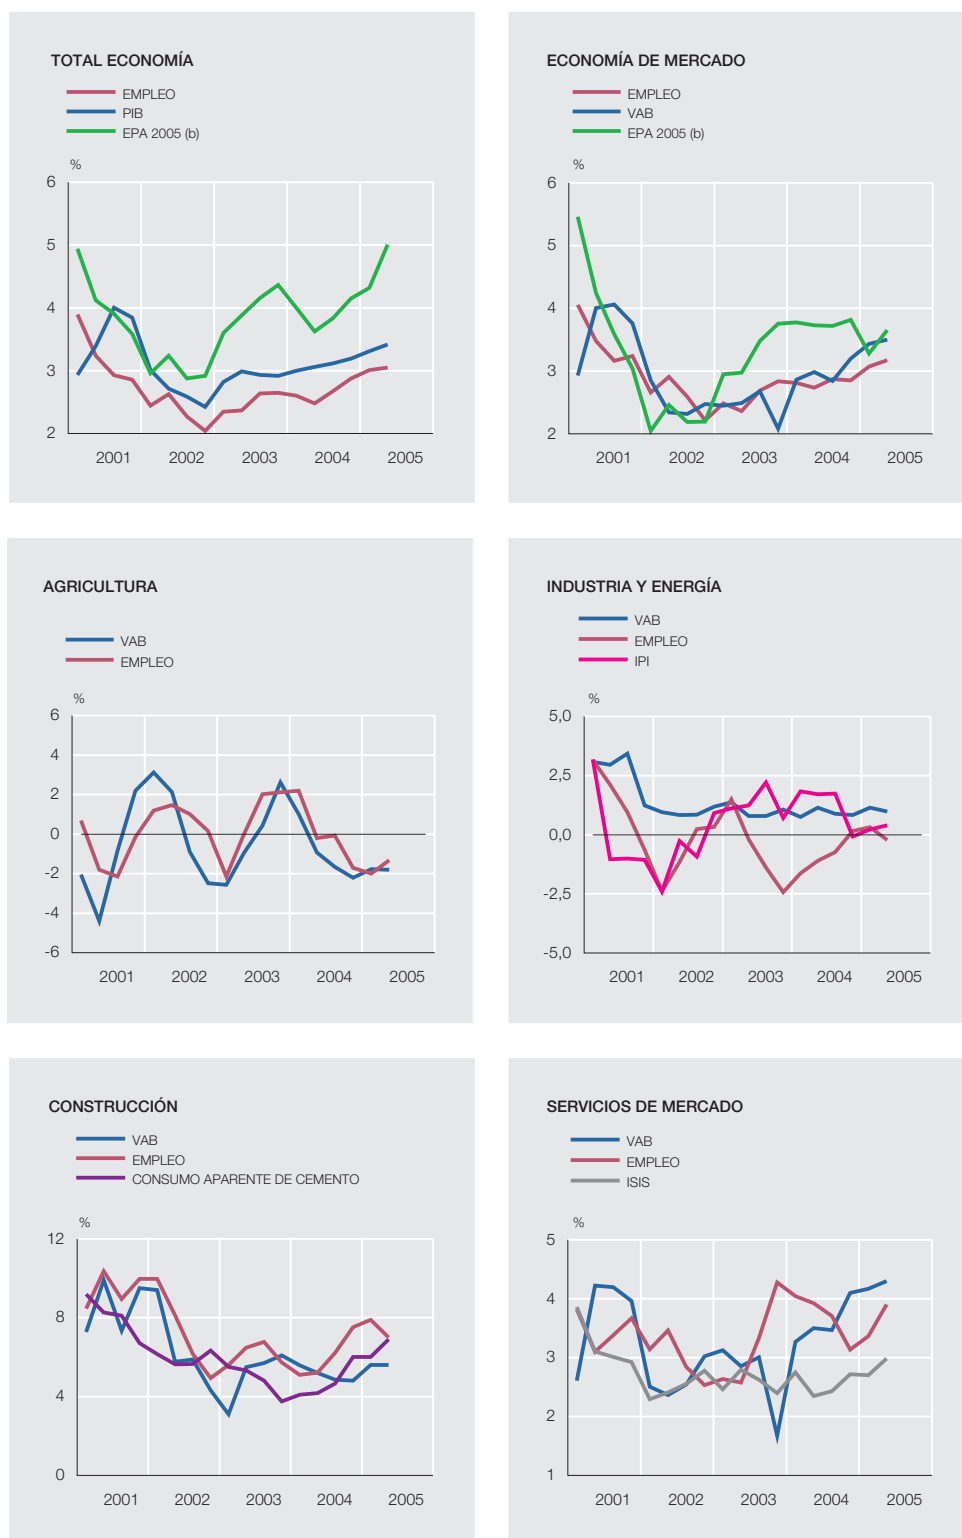 TOTAL ECONOMÍA
EMPLEO
PIB
EPA 2005 (b)
%
6
5
4
3
2
2001 2002 2003 2004 2005
ECONOMÍA DE MERCADO
EMPLEO
VAB
EPA 2005 (b)
%
6
5
4
3
2
2001 2002 2003 2004 2005
AGRICULTURA
VAB
EMPLEO
%
6
4
2
0
-2
-4
-6
2001 2002 2003 2004 2005
INDUSTRIA Y ENERGÍA
VAB
EMPLEO
IPI
%
5,0
2,5
0,0
-2,5
-5,0
2001 2002 2003 2004 2005
CONSTRUCCIÓN
VAB
EMPLEO
CONSUMO APARENTE DE CEMENTO
%
12
8
4
0
2001 2002 2003 2004 2005
SERVICIOS DE MERCADO
VAB
EMPLEO
ISIS
%
5
4
3
2
1
2001 2002 2003 2004 2005